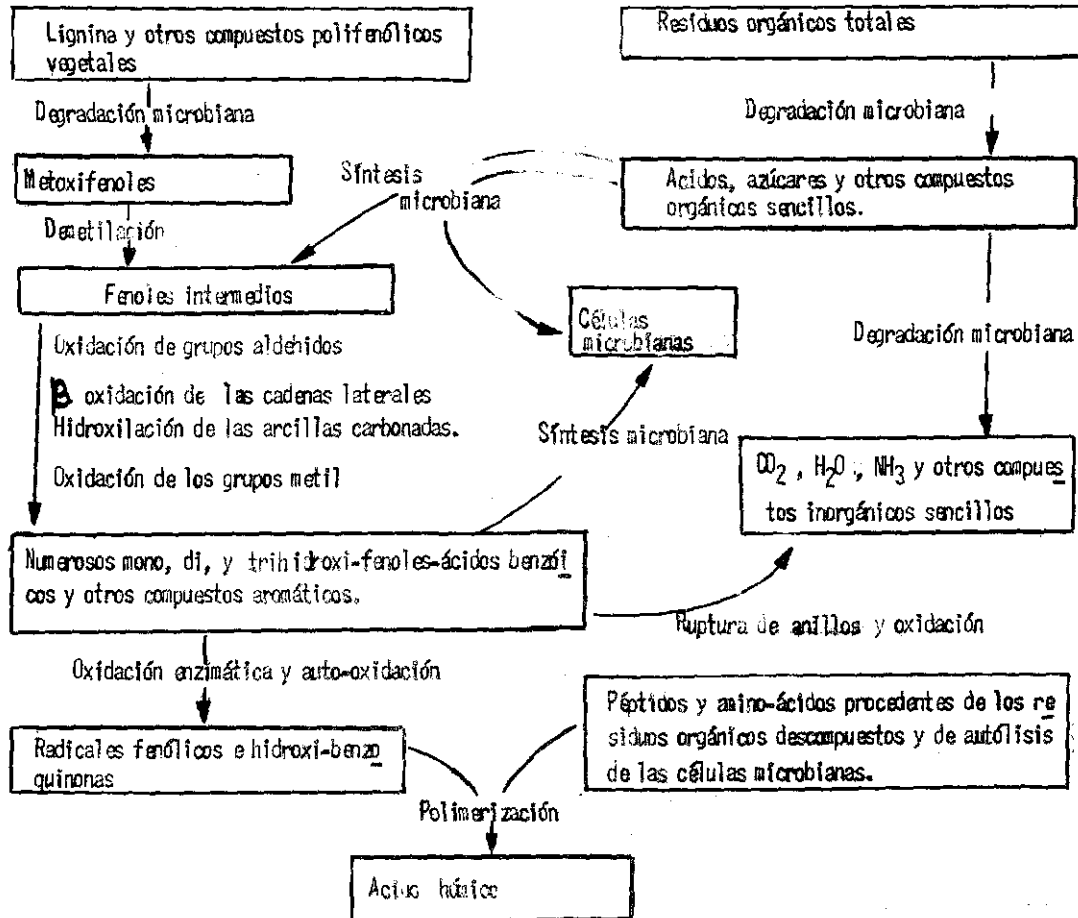 Lignina y otros compuestos polifenólicos
vegetales
Residuos orgánicos totales
Degradación microbiana
Degradación microbiana
Metoxifenoles
Síntesis
microbiana
Acidos, azúcares y otros compuestos
orgánicos sencillos.
Demetilación
Fenoles intermedios
Células
microbianas
Degradación microbiana
Oxidación de grupos aldehidos
β oxidación de las cadenas laterales
Hidroxilación de las arcillas carbonadas.
Síntesis microbiana
Oxidación de los grupos metil
CO2 , H2O ,, NH3 y otros compues
tos inorgánicos sencillos
Numerosos mono, di, y trihidroxi-fenoles-ácidos benzói
cos y otros compuestos aromáticos.
Ruptura de anillos y oxidación
Oxidación enzimática y auto-oxidación
Péptidos y amino-ácidos procedentes de los re
siduos orgánicos descompuestos y de autólisis
de las células microbianas.
Radicales fenólicos e hidroxi-benzo
quinonas
Polimerización
Acido húmico